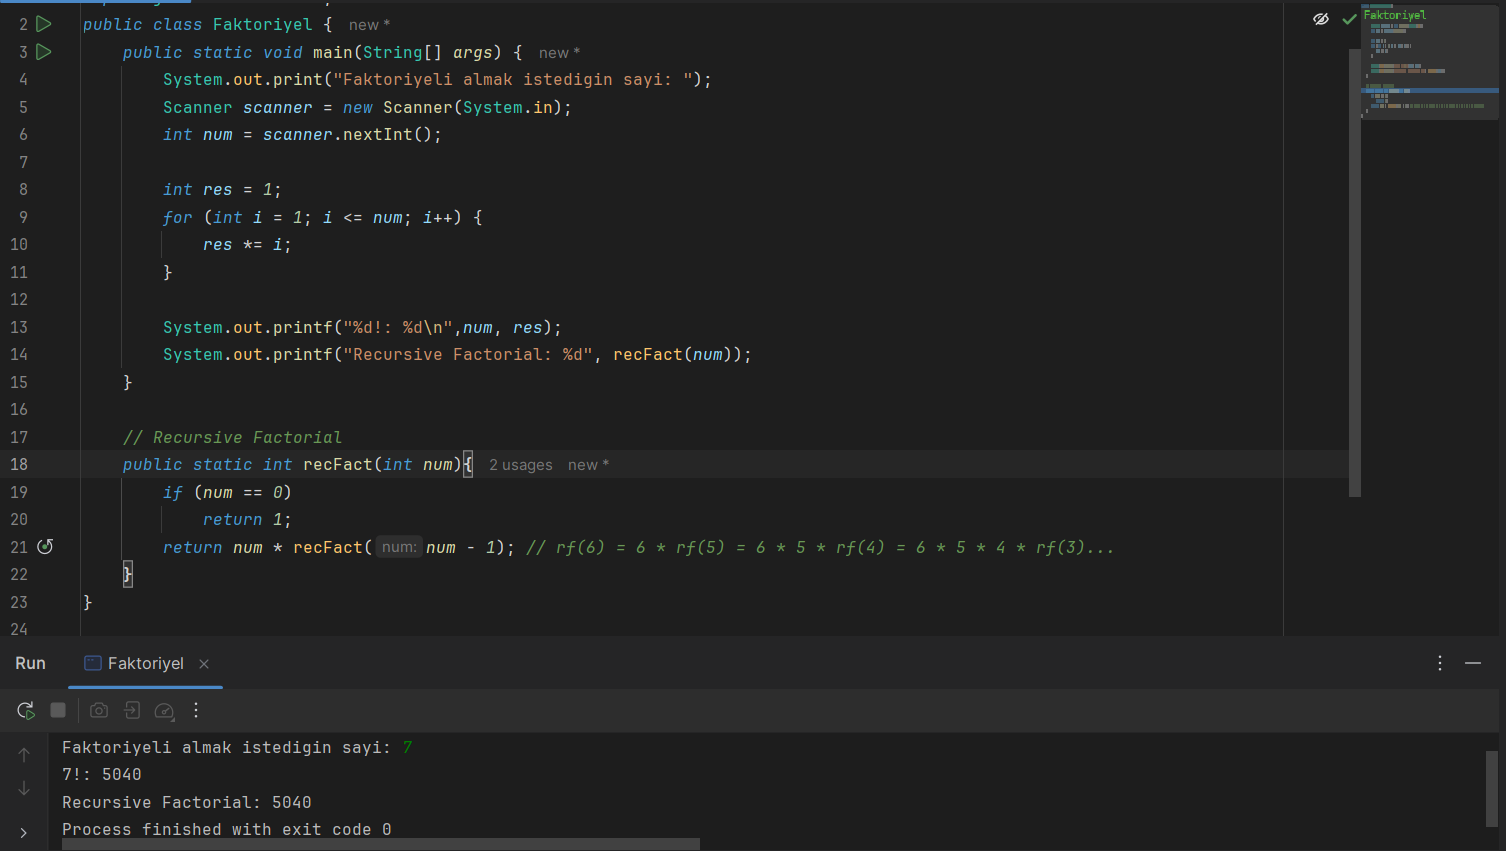 2 public class Faktoriyel { new *
3 public static void main(String[] args) { new *
4 System.out.print("Faktoriyeli almak istedigin sayi: ");
5 Scanner scanner = new Scanner(System.in);
6 int num = scanner.nextInt();
7
8 int res = 1;
9 for (int i = 1; i <= num; i++) {
10 res *= i;
11 }
12
13 System.out.printf("%d!: %d\n",num, res);
14 System.out.printf("Recursive Factorial: %d", recFact(num));
15 }
16
17 // Recursive Factorial
18 public static int recFact(int num){ 2 usages new *
19 if (num == 0)
20 return 1;
21 return num * recFact( num: num - 1); // rf(6) = 6 * rf(5) = 6 * 5 * rf(4) = 6 * 5 * 4 * rf(3)...
22 }
23 }
24
Faktoriyel
Run Faktoriyel
Faktoriyeli almak istedigin sayi: 7
7!: 5040
Recursive Factorial: 5040
Process finished with exit code 0